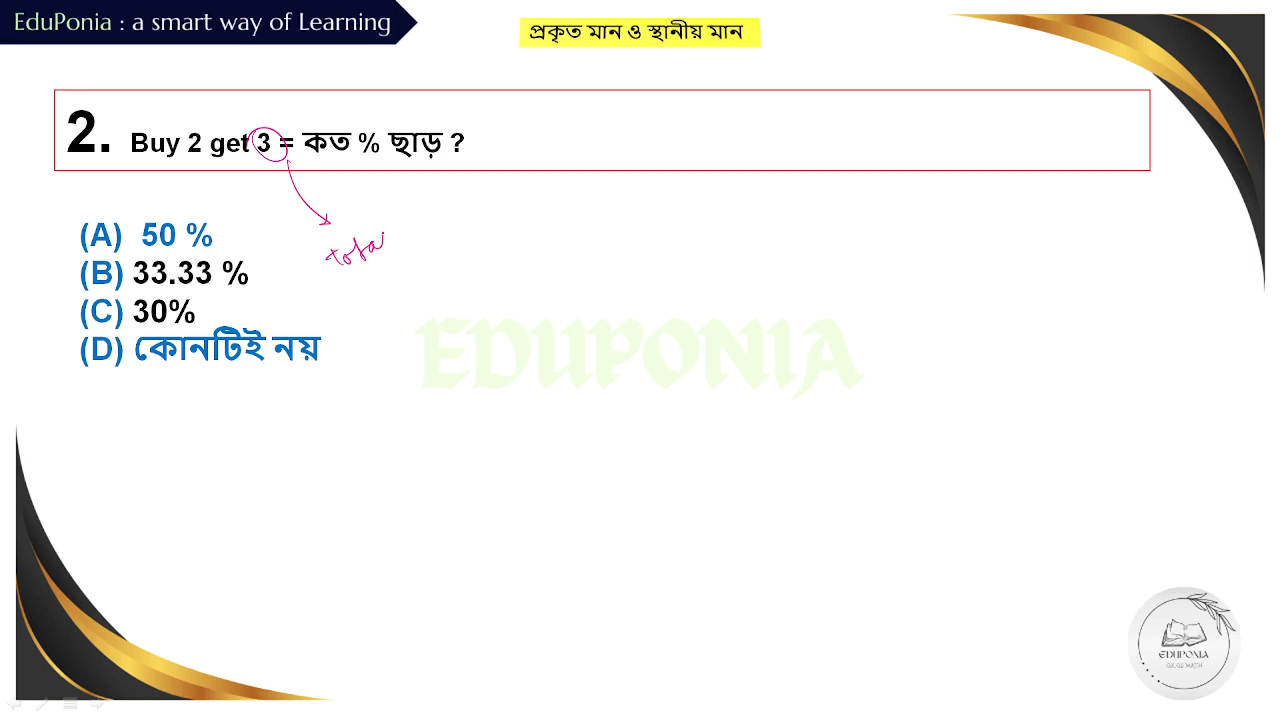 EduPonia : a smart way of Learning
প্রকৃত মান ও স্থানীয় মান
2. Buy 2 get 3 = কত % ছাড় ?
(A) 50 %
tota
(B) 33.33 %
(C) 30%
(D) কোনটিই নয়
EDUPONIA
EDUPONIA